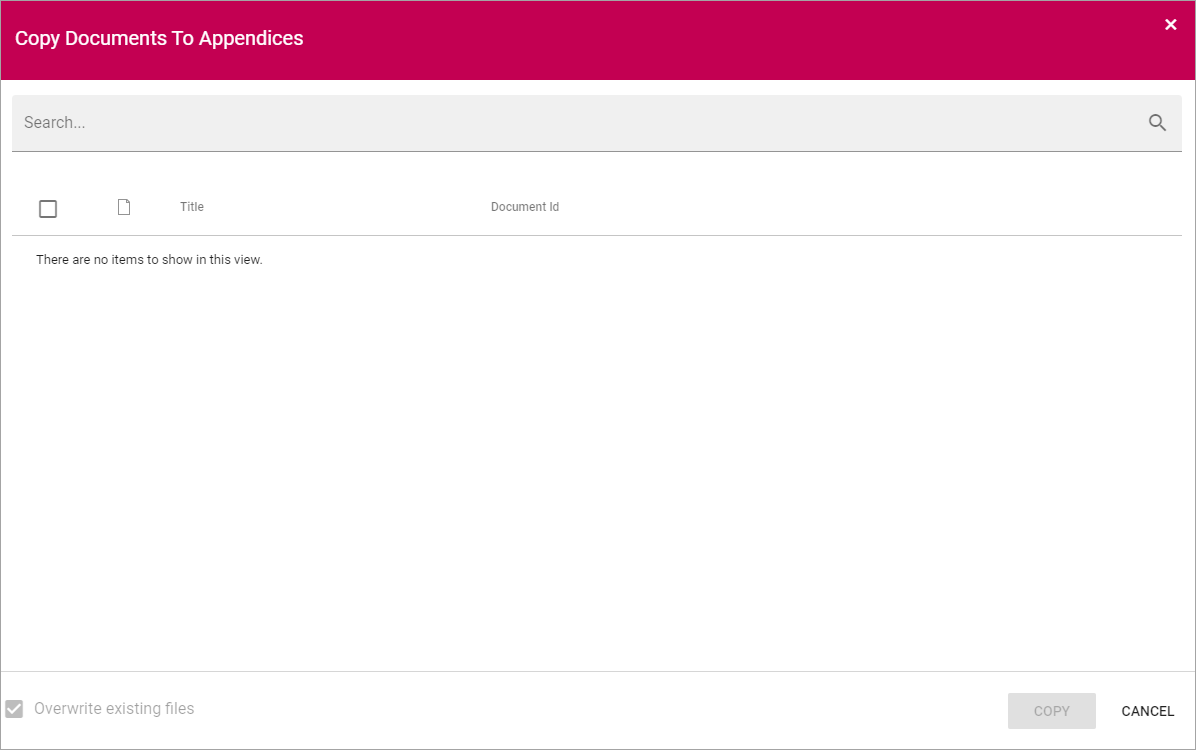 Copy Documents To Appendices
Search...
Title Document Id
There are no items to show in this view.
Overwrite existing files
COPY CANCEL